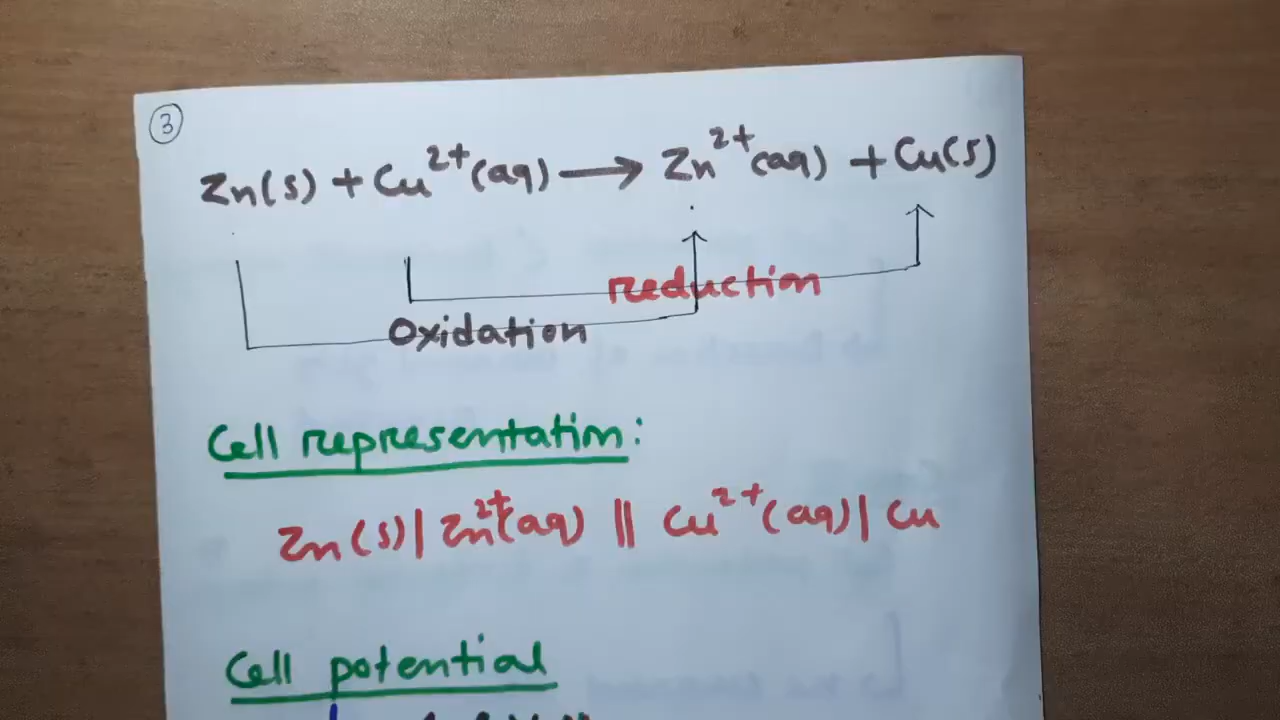 ③
Zn(s) + Cu²⁺(aq) → Zn²⁺(aq) + Cu(s)
reduction
Oxidation
Cell representation:
Zn(s) | Zn²⁺(aq) || Cu²⁺(aq) | Cu
Cell potential